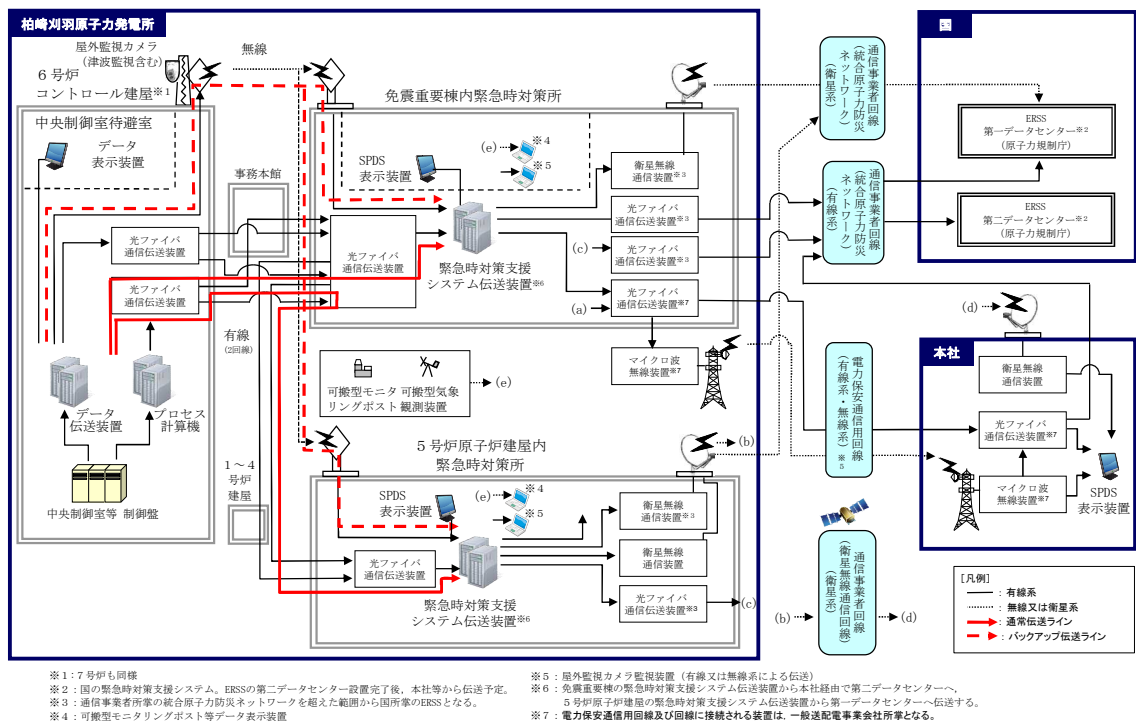 柏崎刈羽原子力発電所
屋外監視カメラ
(津波監視含む)
無線
6号炉
コントロール建屋※1
中央制御室待避室
データ
表示装置
事務本館
光ファイバ
通信伝送装置
光ファイバ
通信伝送装置
有線
(2回線)
データ
伝送装置
プロセス
計算機
中央制御室等 制御盤
1～4
号炉
建屋
免震重要棟内緊急時対策所
SPDS
表示装置
(e)
※4
※5
光ファイバ
通信伝送装置
緊急時対策支援
システム伝送装置※6
衛星無線
通信装置※3
光ファイバ
通信伝送装置※3
(c)
光ファイバ
通信伝送装置※3
(a)
光ファイバ
通信伝送装置※7
マイクロ波
無線装置※7
可搬型モニタ
リングポスト
可搬型気象
観測装置
(e)
5号炉原子炉建屋内
緊急時対策所
(b)
SPDS
表示装置
(e)
※4
※5
光ファイバ
通信伝送装置
緊急時対策支援
システム伝送装置※6
衛星無線
通信装置※3
衛星無線
通信装置
光ファイバ
通信伝送装置※3
(c)
通信事業者回線
(統合原子力防災
ネットワーク)
(衛星系)
通信事業者回線
(統合原子力防災
ネットワーク)
(有線系)
電力保安通信用回線
(有線系・無線系)
※5
通信事業者回線
(衛星無線通信回線)
(衛星系)
(b)
(d)
国
ERSS
第一データセンター※2
(原子力規制庁)
ERSS
第二データセンター※2
(原子力規制庁)
(d)
本社
衛星無線
通信装置
光ファイバ
通信伝送装置※7
マイクロ波
無線装置※7
SPDS
表示装置
[凡例]
：有線系
：無線又は衛星系
：通常伝送ライン
：バックアップ伝送ライン
※1：7号炉も同様
※2：国の緊急時対策支援システム。ERSSの第二データセンター設置完了後，本社等から伝送予定。
※3：通信事業者所掌の統合原子力防災ネットワークを超えた範囲から国所掌のERSSとなる。
※4：可搬型モニタリングポスト等データ表示装置
※5：屋外監視カメラ監視装置（有線又は無線系による伝送）
※6：免震重要棟の緊急時対策支援システム伝送装置から本社経由で第二データセンターへ，
5号炉原子炉建屋の緊急時対策支援システム伝送装置から第一データセンターへ伝送する。
※7：電力保安通信用回線及び回線に接続される装置は，一般送配電事業会社所掌となる。